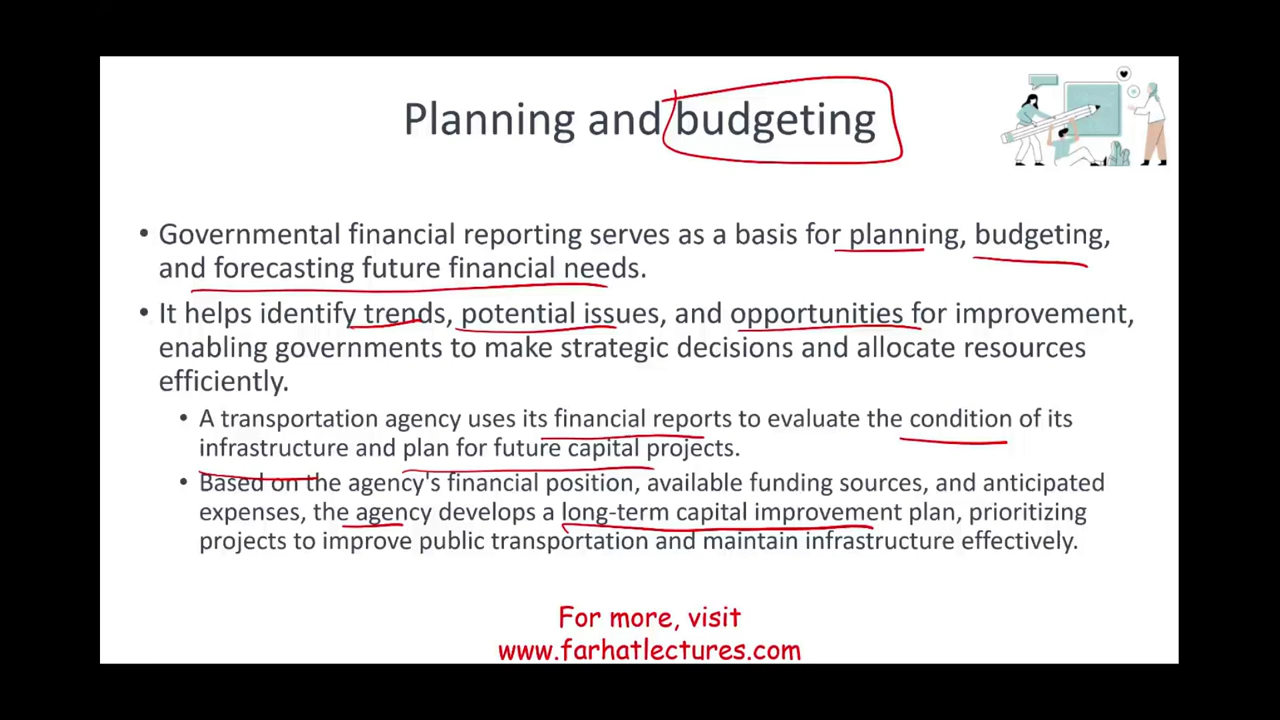 Planning and budgeting
• Governmental financial reporting serves as a basis for planning, budgeting,
and forecasting future financial needs.
• It helps identify trends, potential issues, and opportunities for improvement,
enabling governments to make strategic decisions and allocate resources
efficiently.
• A transportation agency uses its financial reports to evaluate the condition of its
infrastructure and plan for future capital projects.
• Based on the agency's financial position, available funding sources, and anticipated
expenses, the agency develops a long-term capital improvement plan, prioritizing
projects to improve public transportation and maintain infrastructure effectively.
For more, visit
www.farhatlectures.com